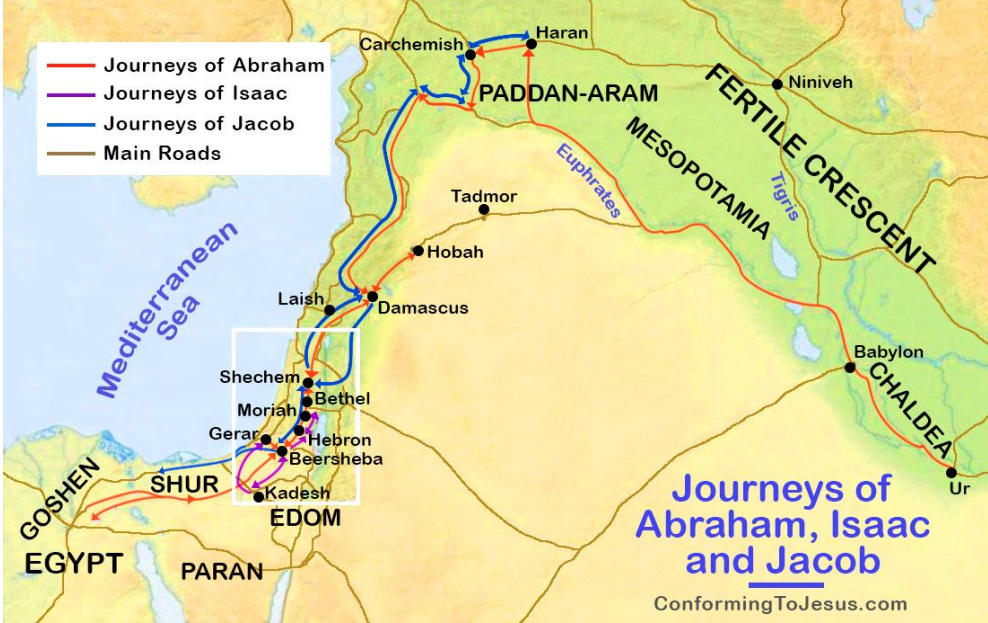 Journeys of Abraham
Journeys of Isaac
Journeys of Jacob
Main Roads
Carchemish
Haran
PADDAN-ARAM
Niniveh
FERTILE CRESCENT
MESOPOTAMIA
Euphrates
Tigris
Tadmor
Hobah
Mediterranean
Sea
Laish
Damascus
Shechem
Bethel
Moriah
Gerar
Hebron
Beersheba
Babylon
CHALDEA
Ur
GOSHEN
SHUR
Kadesh
EDOM
EGYPT
PARAN
Journeys of
Abraham, Isaac
and Jacob
ConformingToJesus.com